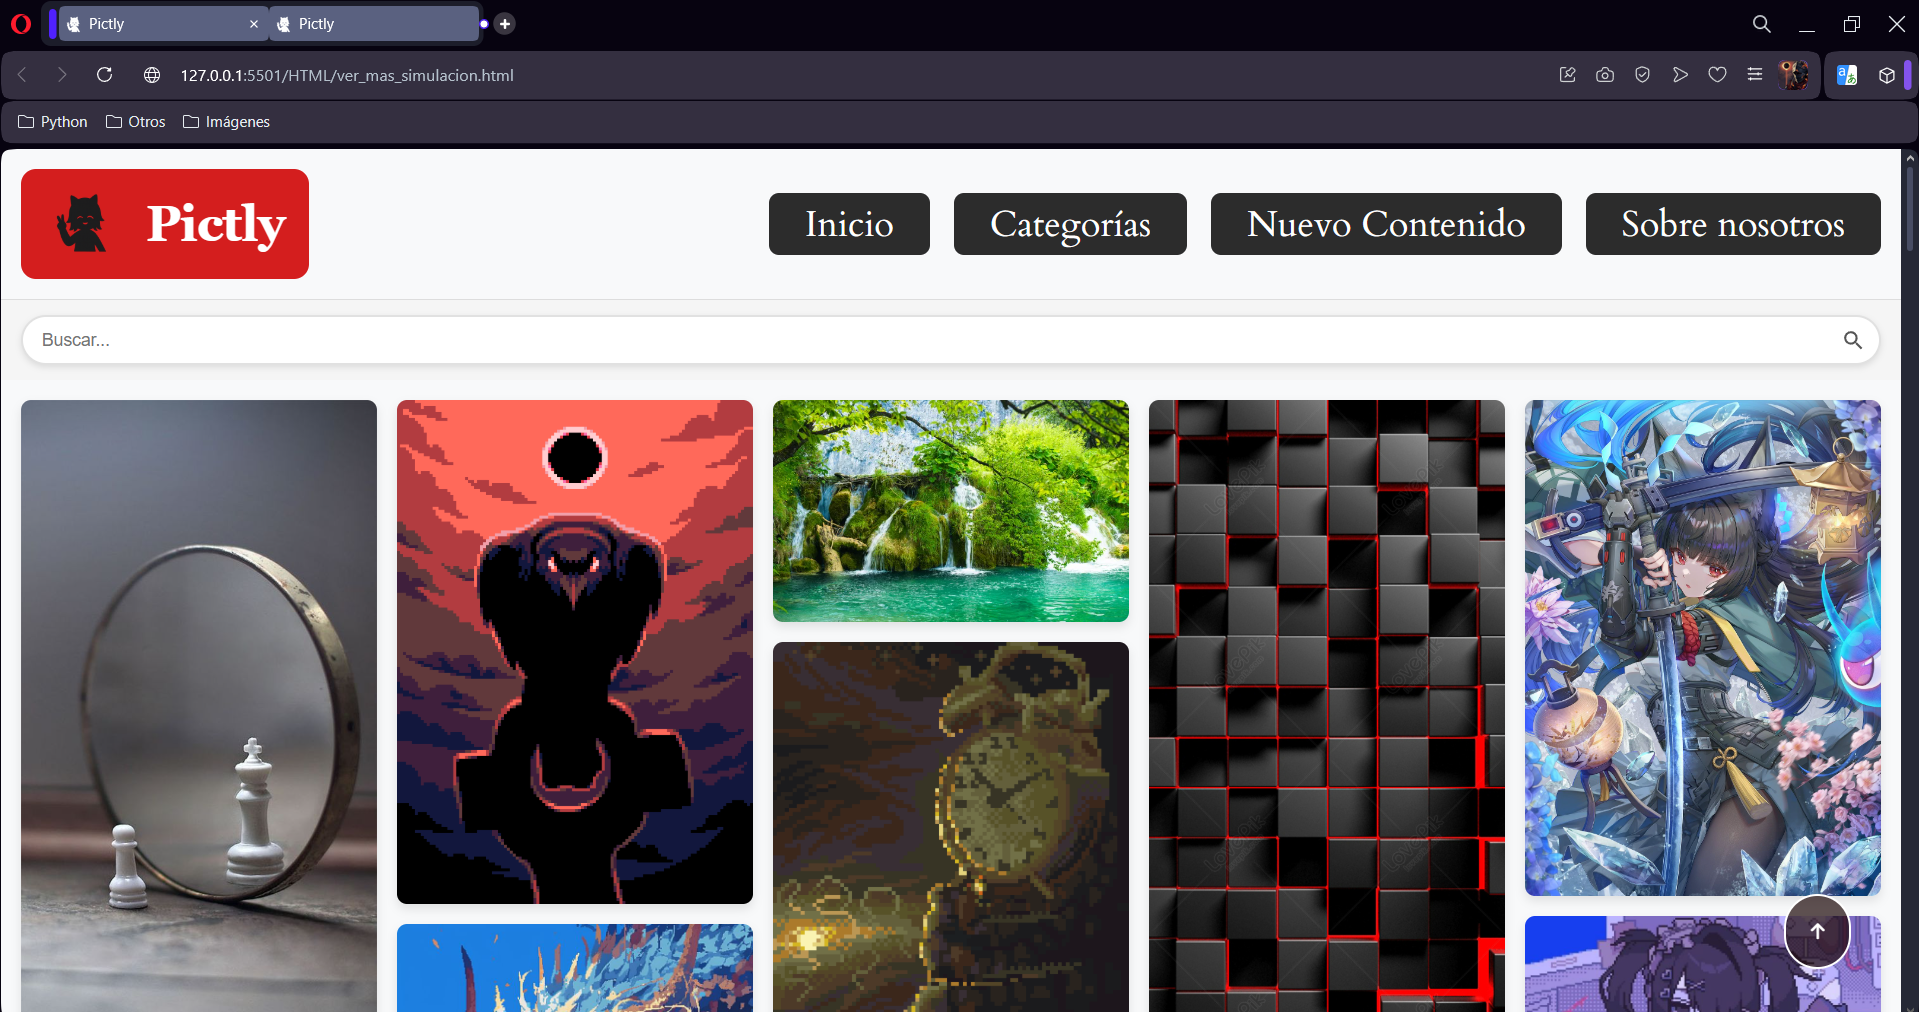 Pictly
Pictly
127.0.0.1:5501/HTML/ver_mas_simulacion.html
Python
Otros
Imágenes
Pictly
Inicio
Categorías
Nuevo Contenido
Sobre nosotros
Buscar...